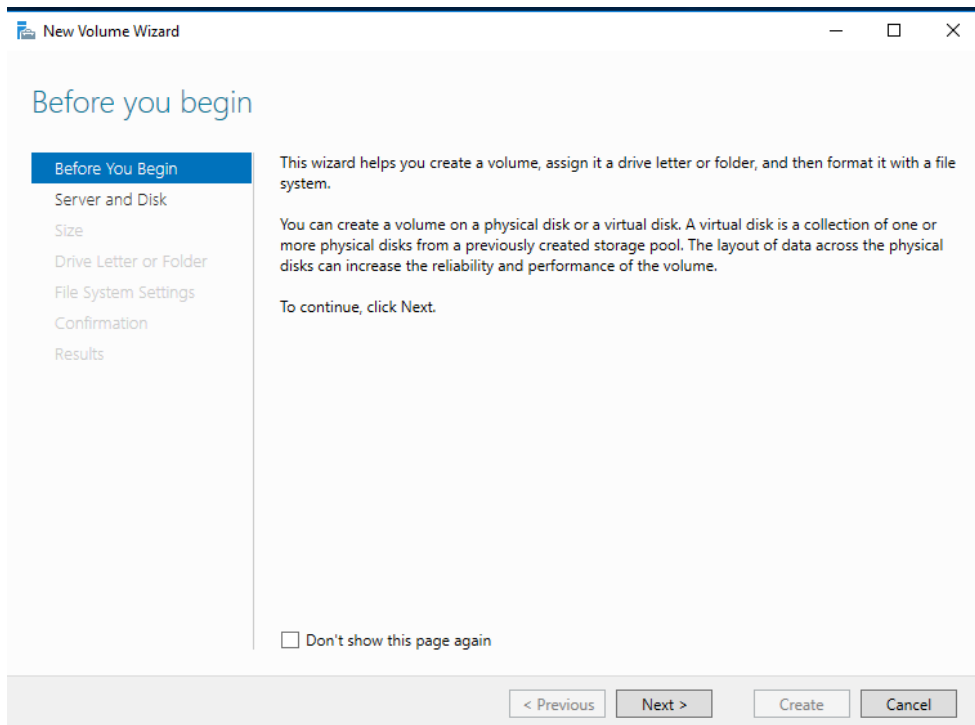 New Volume Wizard
Before you begin
Before You Begin
Server and Disk
Size
Drive Letter or Folder
File System Settings
Confirmation
Results
This wizard helps you create a volume, assign it a drive letter or folder, and then format it with a file
system.
You can create a volume on a physical disk or a virtual disk. A virtual disk is a collection of one or
more physical disks from a previously created storage pool. The layout of data across the physical
disks can increase the reliability and performance of the volume.
To continue, click Next.
Don't show this page again
< Previous
Next >
Create
Cancel